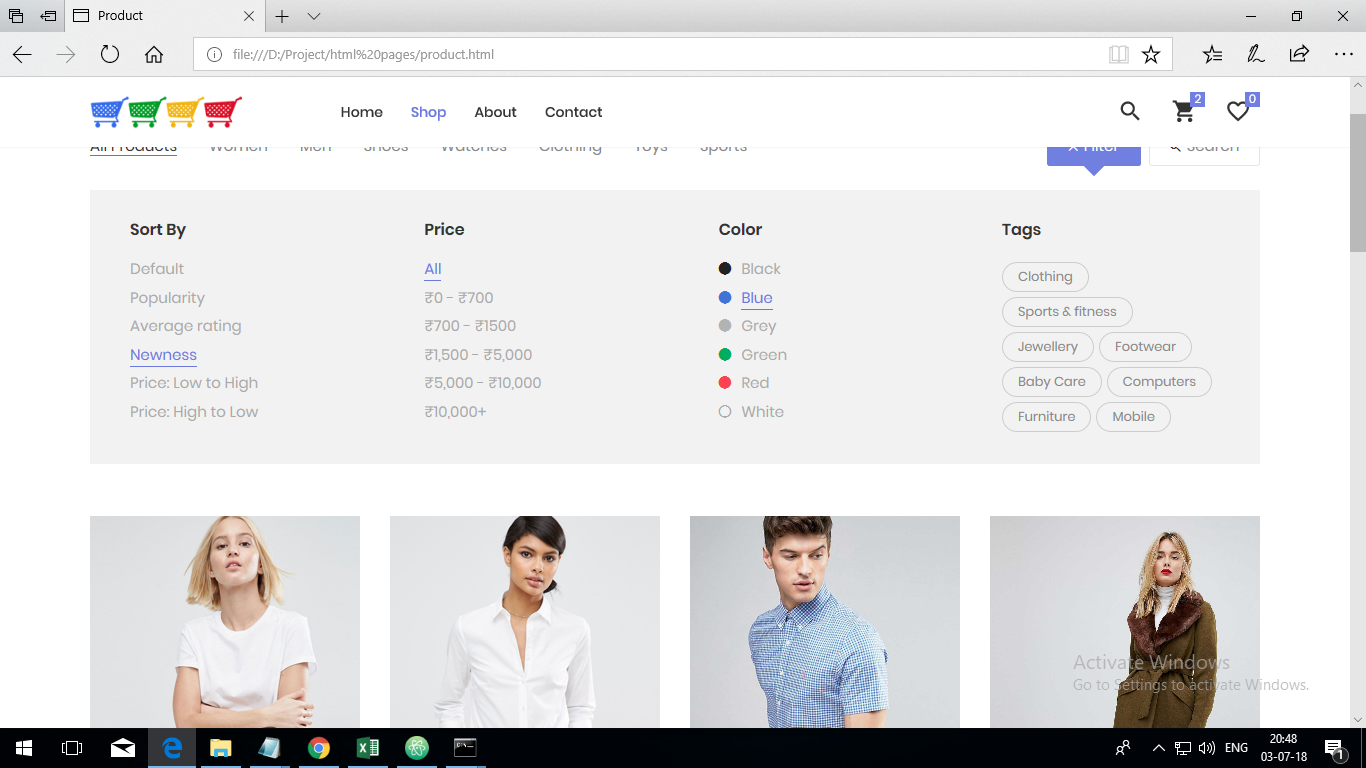 Product
file:///D:/Project/html%20pages/product.html
Home Shop About Contact 2 0
All Products Women Men Shoes Watches Clothing Toys Sports Filter Search
Sort By Price Color Tags
Default All Black Clothing
Popularity ₹0 - ₹700 Blue Sports & fitness
Average rating ₹700 - ₹1500 Grey Jewellery Footwear
Newness ₹1,500 - ₹5,000 Green Baby Care Computers
Price: Low to High ₹5,000 - ₹10,000 Red Furniture Mobile
Price: High to Low ₹10,000+ White
Activate Windows
Go to Settings to activate Windows.
ENG 20:48
03-07-18 1